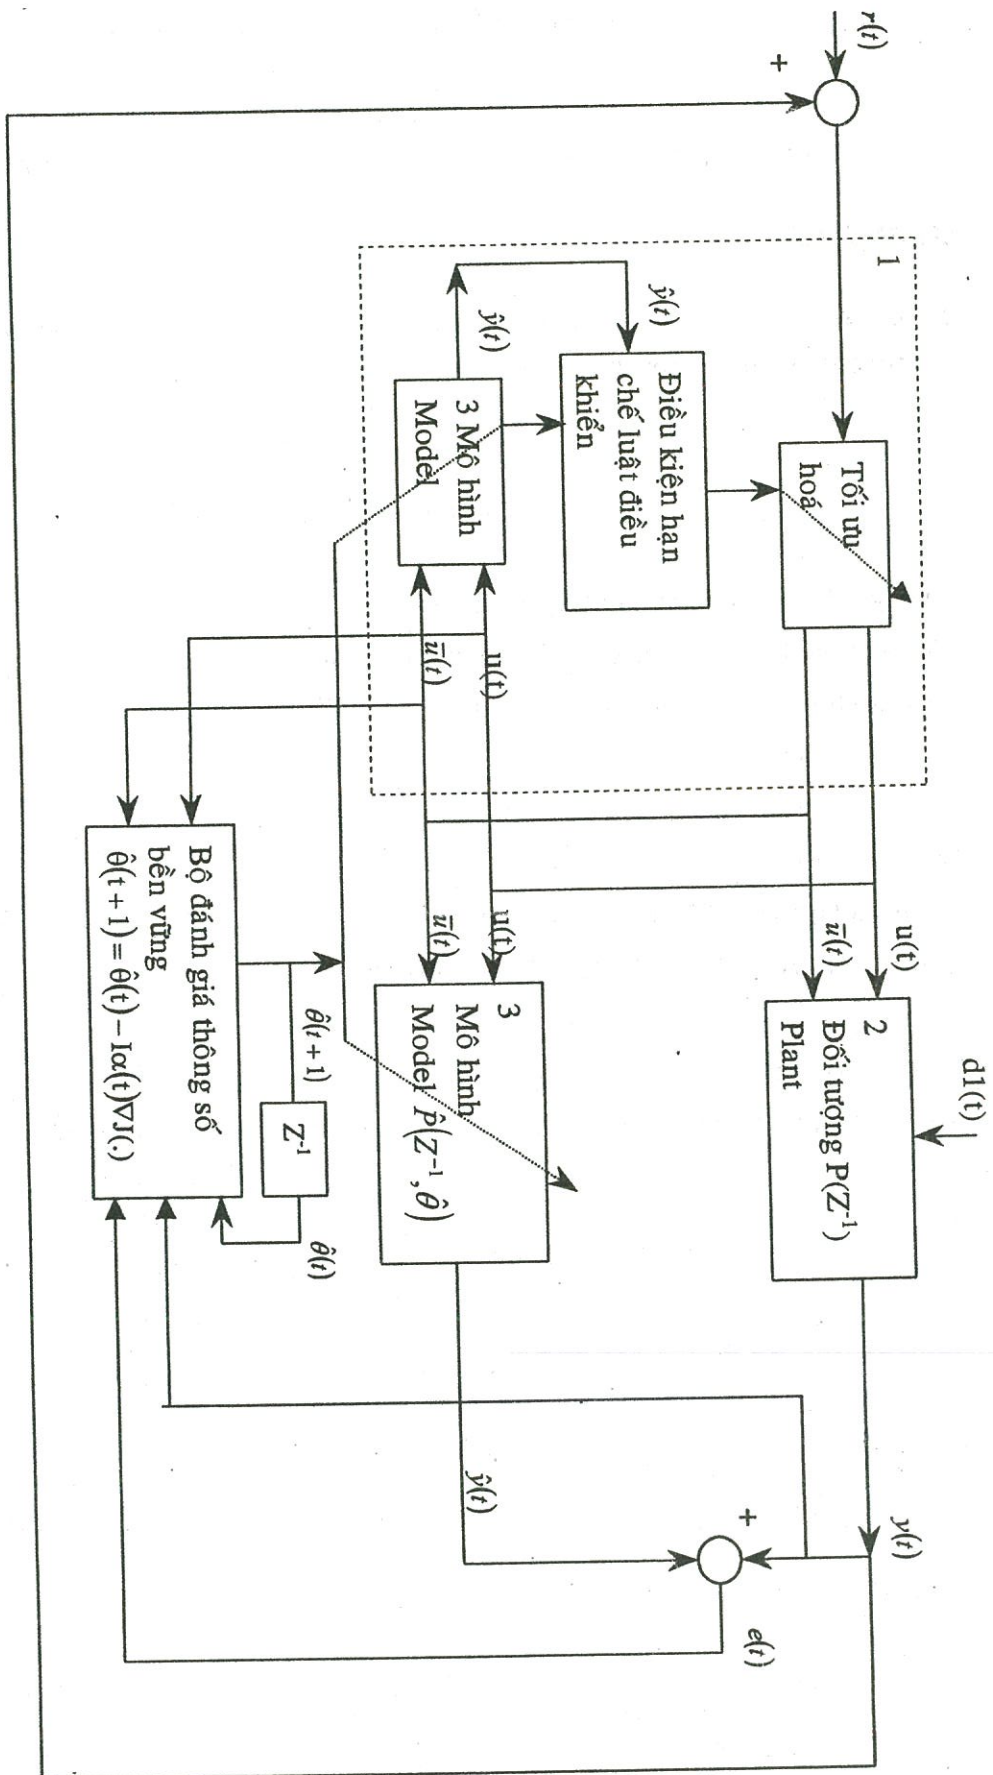 r(t)
+
1
Tối ưu
hoá
Điều kiện hạn
chế luật điều
khiển
ŷ(t)
ŷ(t)
3 Mô hình
Model
u(t)
u̅(t)
u(t)
u̅(t)
d1(t)
2
Đối tượng P(Z⁻¹)
Plant
u(t)
u̅(t)
3
Mô hình
Model P̂(Z⁻¹, θ̂)
y(t)
ŷ(t)
+
e(t)
θ̂(t + 1)
Z⁻¹
θ̂(t)
Bộ đánh giá thông số
bền vững
θ̂(t + 1) = θ̂(t) – Iα(t)∇J(.)